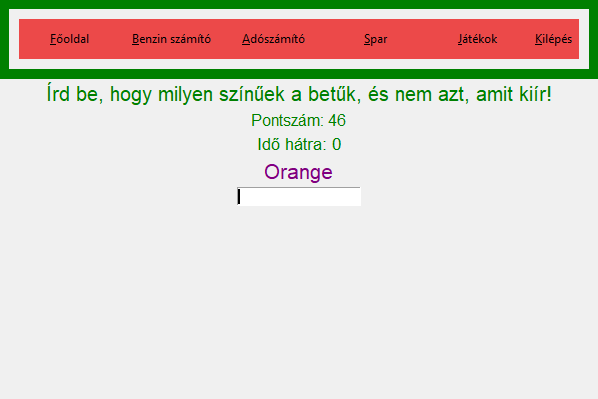 Főoldal Benzin számító Adószámító Spar Játékok Kilépés
Írd be, hogy milyen színűek a betűk, és nem azt, amit kiír!
Pontszám: 46
Idő hátra: 0
Orange